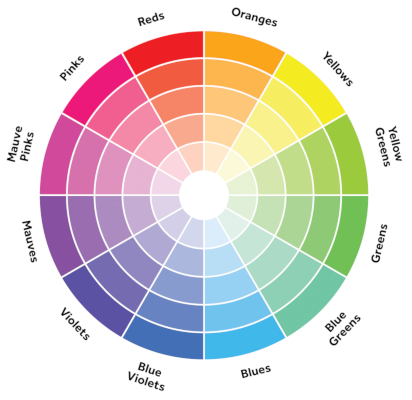 Reds
Oranges
Yellows
Yellow
Greens
Greens
Blue
Greens
Blues
Blue
Violets
Violets
Mauves
Mauve
Pinks
Pinks